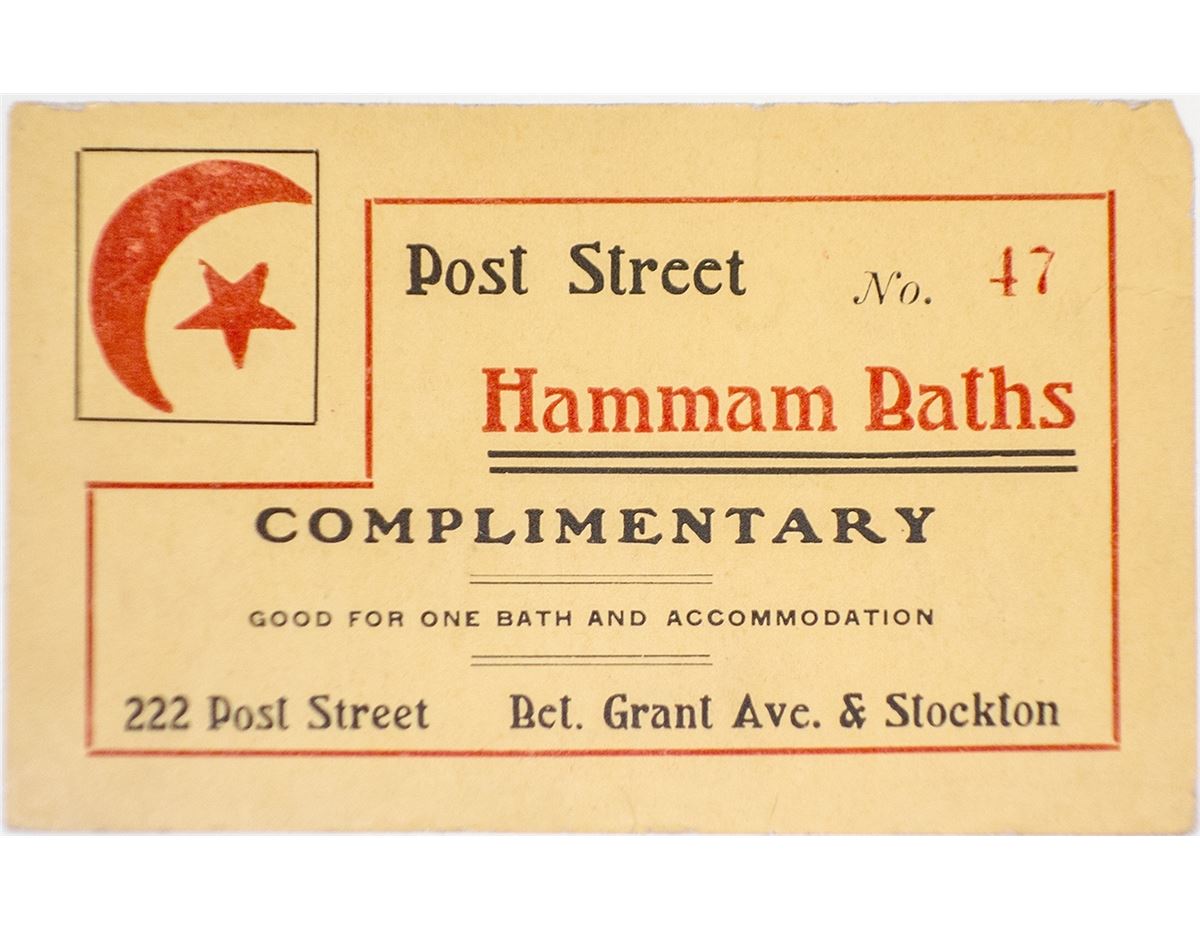 Post Street No. 47
Hammam Baths
COMPLIMENTARY
GOOD FOR ONE BATH AND ACCOMMODATION
222 Post Street Bet. Grant Ave. & Stockton